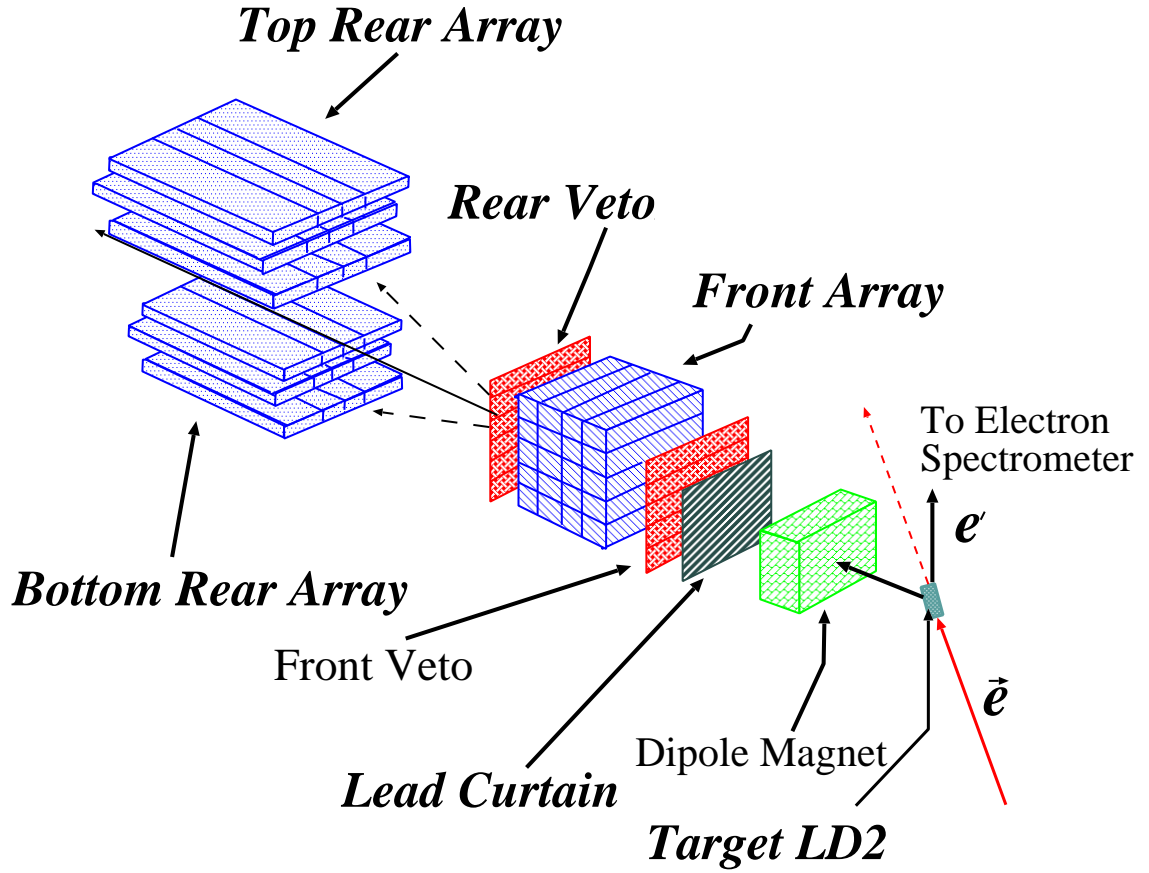 Top Rear Array
Rear Veto
Front Array
To Electron
Spectrometer
e′
Bottom Rear Array
Front Veto
e⃗
Dipole Magnet
Lead Curtain
Target LD2